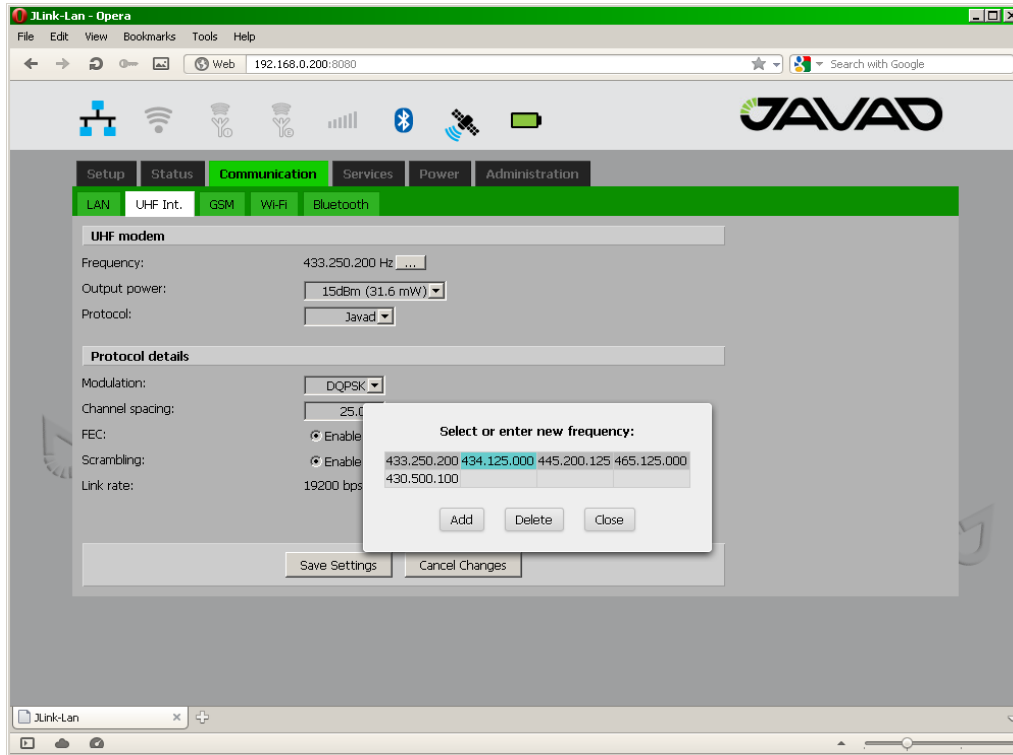 JLink-Lan - Opera
File Edit View Bookmarks Tools Help
Web 192.168.0.200:8080 Search with Google
JAVAD
Setup Status Communication Services Power Administration
LAN UHF Int. GSM Wi-Fi Bluetooth
UHF modem
Frequency: 433.250.200 Hz ...
Output power: 15dBm (31.6 mW)
Protocol: Javad
Protocol details
Modulation: DQPSK
Channel spacing: 25.0
FEC: Enable
Scrambling: Enable
Link rate: 19200 bps
Select or enter new frequency:
433.250.200 434.125.000 445.200.125 465.125.000
430.500.100
Add Delete Close
Save Settings Cancel Changes
JLink-Lan